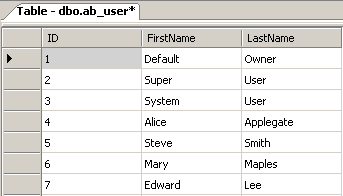 Table - dbo.ab_user*
ID FirstName LastName
1 Default Owner
2 Super User
3 System User
4 Alice Applegate
5 Steve Smith
6 Mary Maples
7 Edward Lee